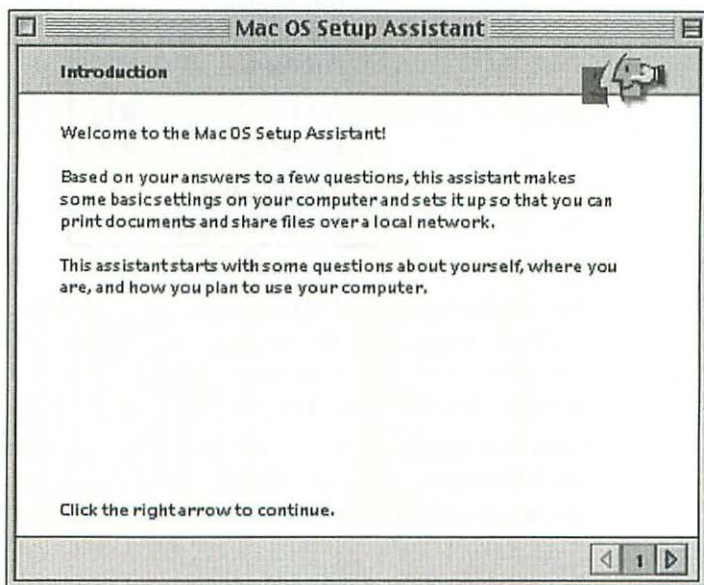 Mac OS Setup Assistant
Introduction
Welcome to the Mac OS Setup Assistant!
Based on your answers to a few questions, this assistant makes
some basic settings on your computer and sets it up so that you can
print documents and share files over a local network.
This assistant starts with some questions about yourself, where you
are, and how you plan to use your computer.
Click the right arrow to continue.
1